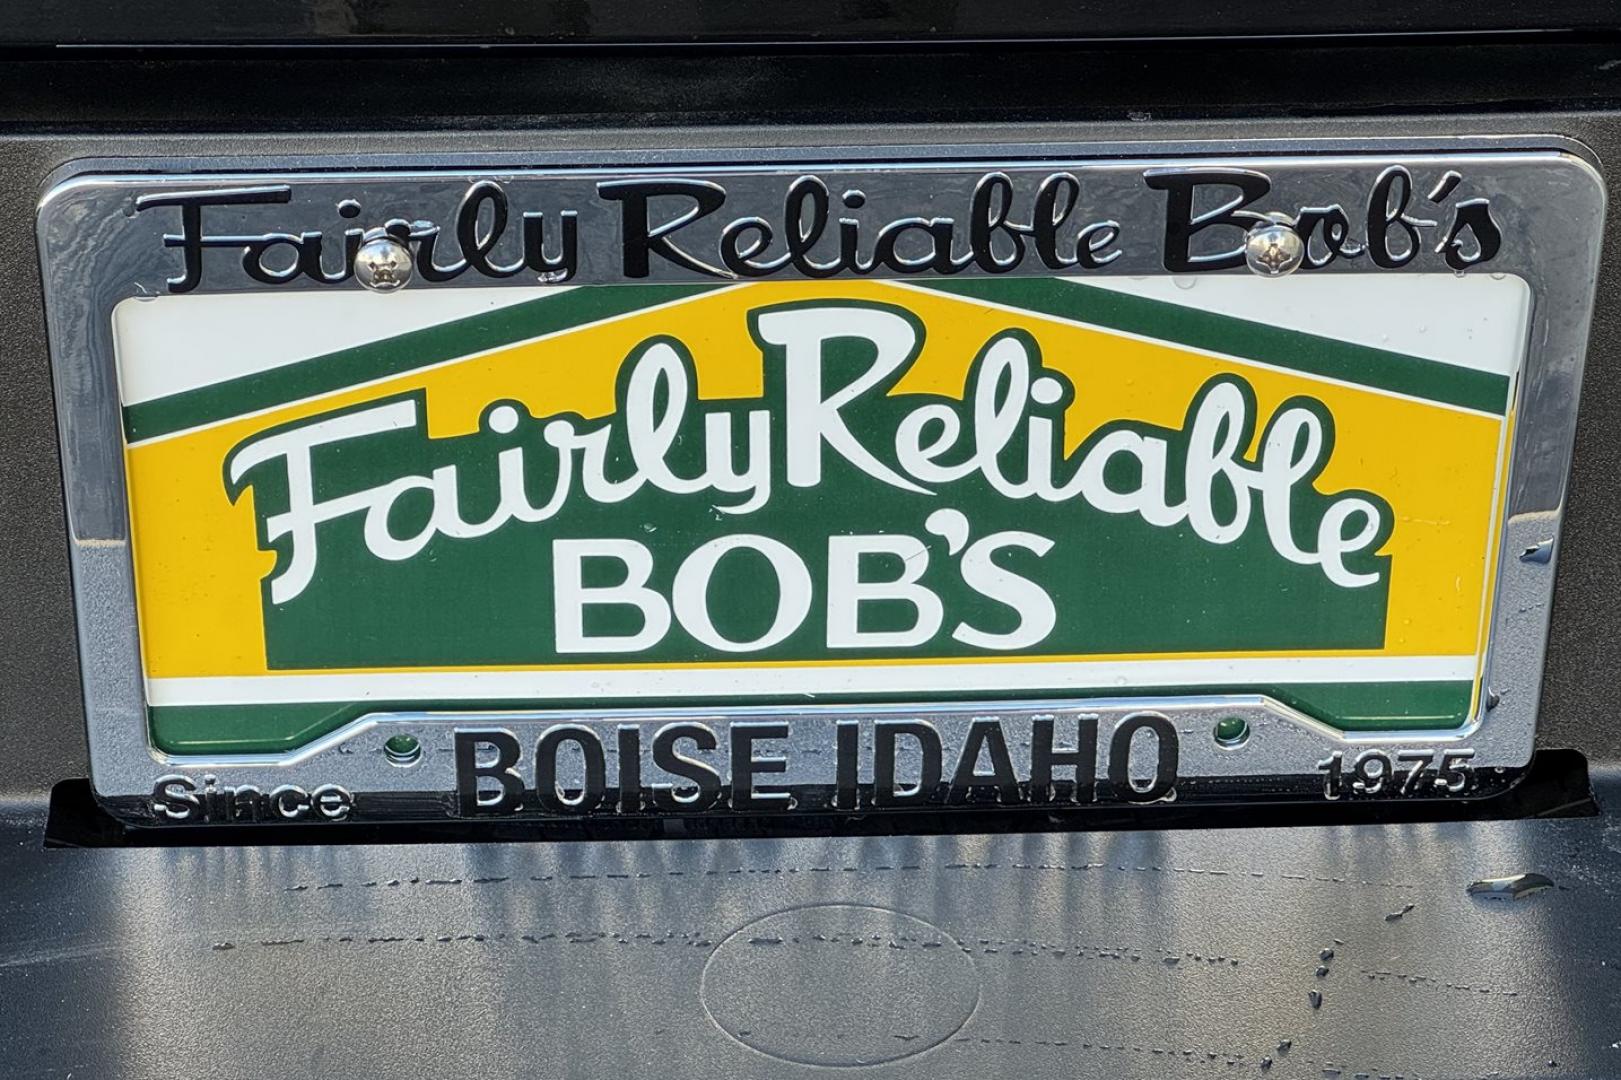 Fairly Reliable Bob's
Fairly Reliable
BOB'S
Since BOISE IDAHO 1975